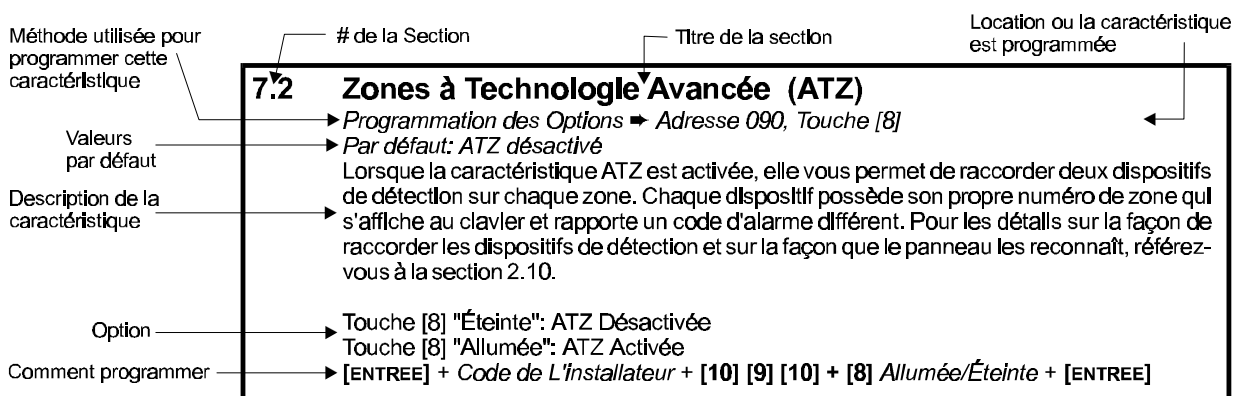 Méthode utilisée pour
programmer cette
caractéristique
# de la Section
Titre de la section
Location ou la caractéristique
est programmée
7.2 Zones à Technologie Avancée (ATZ)
Programmation des Options ➨ Adresse 090, Touche [8]
Valeurs
par défaut
Par défaut: ATZ désactivé
Description de la
caractéristique
Lorsque la caractéristique ATZ est activée, elle vous permet de raccorder deux dispositifs
de détection sur chaque zone. Chaque dispositif possède son propre numéro de zone qui
s'affiche au clavier et rapporte un code d'alarme différent. Pour les détails sur la façon de
raccorder les dispositifs de détection et sur la façon que le panneau les reconnaît, référez-
vous à la section 2.10.
Option
Touche [8] "Éteinte": ATZ Désactivée
Touche [8] "Allumée": ATZ Activée
Comment programmer
[ENTREE] + Code de L'installateur + [10] [9] [10] + [8] Allumée/Éteinte + [ENTREE]